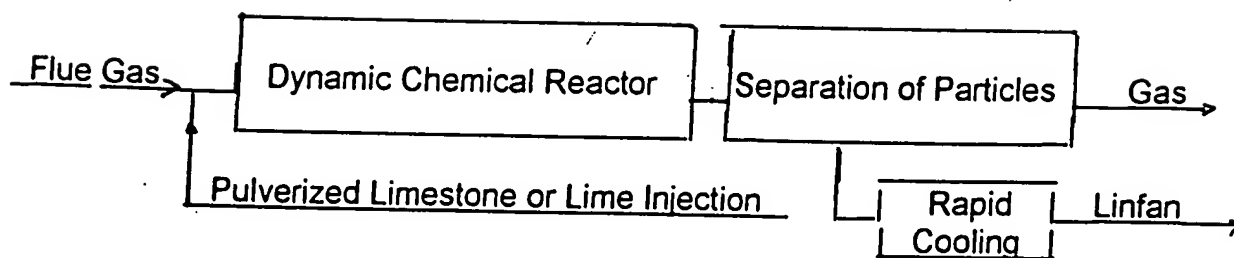 Flue Gas
Dynamic Chemical Reactor
Separation of Particles
Gas
Pulverized Limestone or Lime Injection
Rapid
Cooling
Linfan